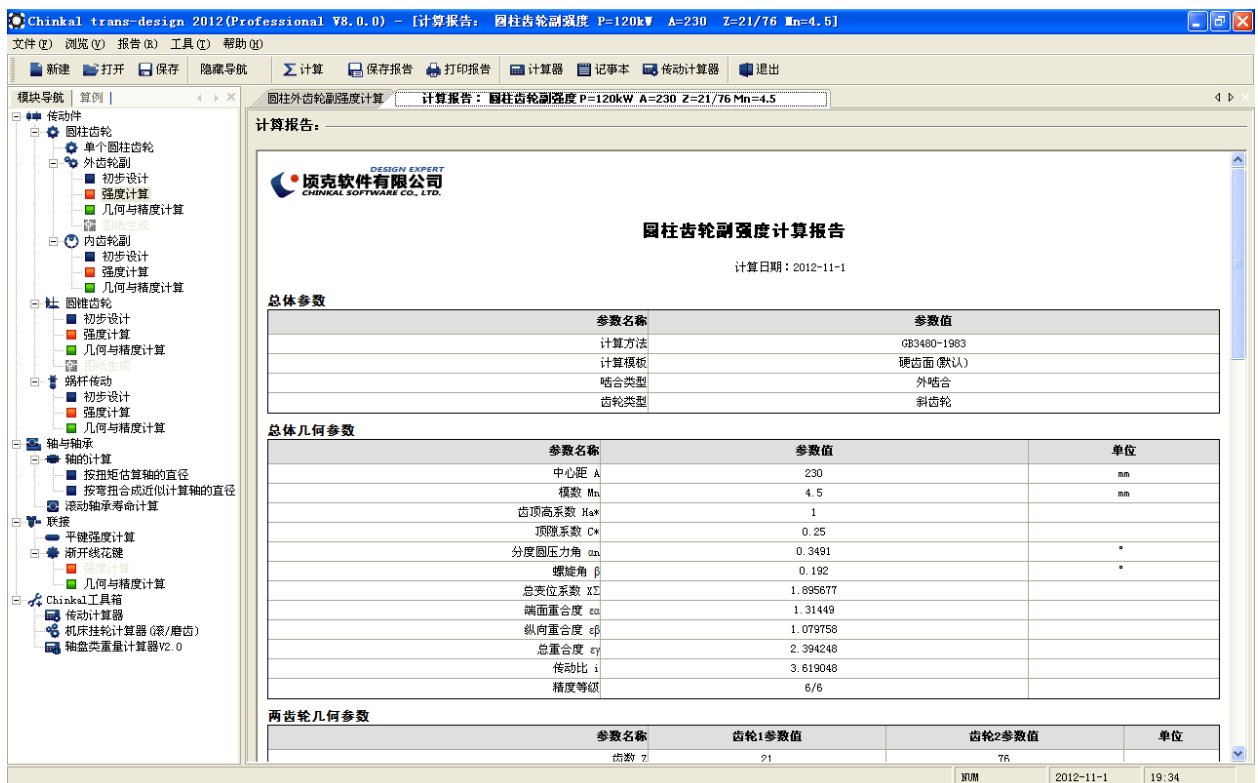 Chinkal trans-design 2012(Professional V8.0.0) - [计算报告： 圆柱齿轮副强度 P=120kW A=230 Z=21/76 Mn=4.5]
文件(F) 浏览(V) 报告(R) 工具(T) 帮助(H)
新建 打开 保存 隐藏导航 计算 保存报告 打印报告 计算器 记事本 传动计算器 退出
模块导航 算例
圆柱外齿轮副强度计算 计算报告： 圆柱齿轮副强度 P=120kW A=230 Z=21/76 Mn=4.5
传动件
圆柱齿轮
单个圆柱齿轮
外齿轮副
初步设计
强度计算
几何与精度计算
图纸生成
内齿轮副
初步设计
强度计算
几何与精度计算
圆锥齿轮
初步设计
强度计算
几何与精度计算
图纸生成
蜗杆传动
初步设计
强度计算
几何与精度计算
轴与轴承
轴的计算
按扭矩估算轴的直径
按弯扭合成近似计算轴的直径
滚动轴承寿命计算
联接
平键强度计算
渐开线花键
强度计算
几何与精度计算
Chinkal工具箱
传动计算器
机床挂轮计算器(滚/磨齿)
轴盘类重量计算器V2.0
计算报告:
DESIGN EXPERT
顷克软件有限公司
CHINKAL SOFTWARE CO., LTD.
圆柱齿轮副强度计算报告
计算日期：2012-11-1
总体参数
参数名称 参数值
计算方法 GB3480-1983
计算模板 硬齿面(默认)
啮合类型 外啮合
齿轮类型 斜齿轮
总体几何参数
参数名称 参数值 单位
中心距 A 230 mm
模数 Mn 4.5 mm
齿顶高系数 Ha* 1
顶隙系数 C* 0.25
分度圆压力角 αn 0.3491 °
螺旋角 β 0.192 °
总变位系数 XΣ 1.895677
端面重合度 εα 1.31449
纵向重合度 εβ 1.079758
总重合度 εγ 2.394248
传动比 i 3.619048
精度等级 6/6
两齿轮几何参数
参数名称 齿轮1参数值 齿轮2参数值 单位
齿数 Z 21 76
NUM 2012-11-1 19:34